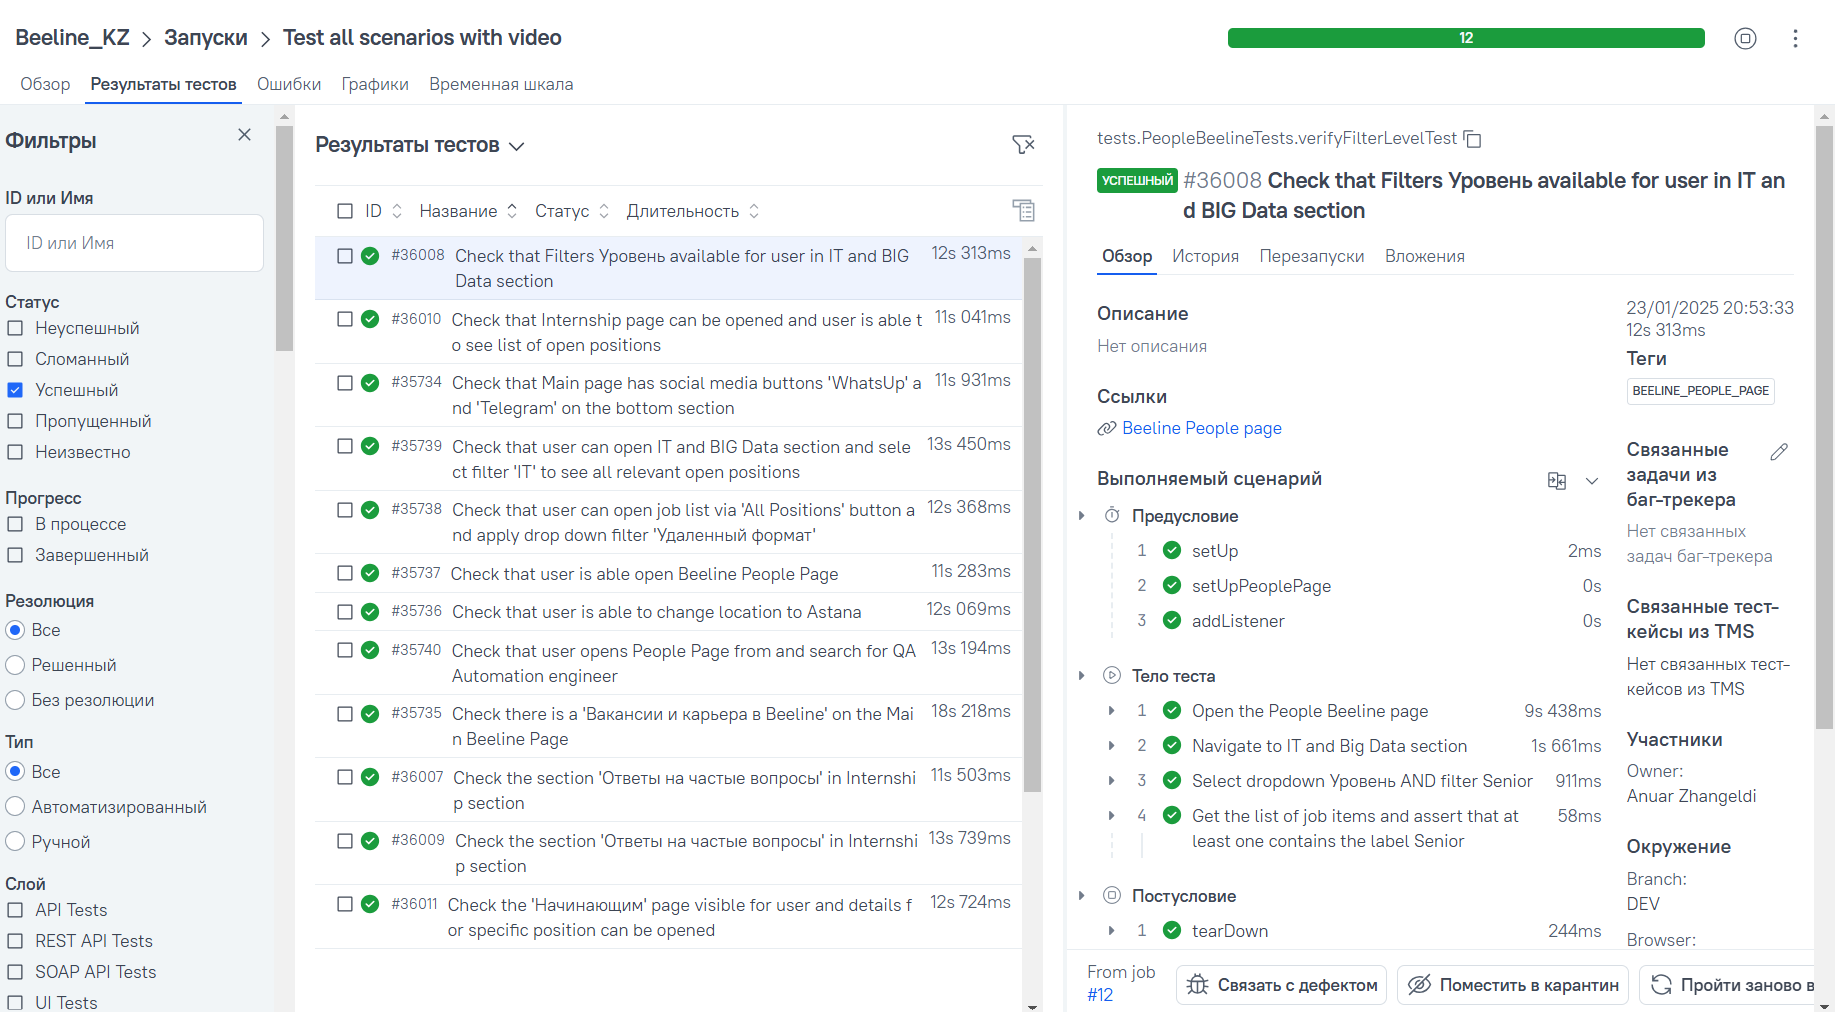 Beeline_KZ > Запуски > Test all scenarios with video
12
Обзор Результаты тестов Ошибки Графики Временная шкала
Фильтры
ID или Имя
ID или Имя
Статус
Неуспешный
Сломанный
Успешный
Пропущенный
Неизвестно
Прогресс
В процессе
Завершенный
Резолюция
Все
Решенный
Без резолюции
Тип
Все
Автоматизированный
Ручной
Слой
API Tests
REST API Tests
SOAP API Tests
UI Tests
Результаты тестов
ID Название Статус Длительность
#36008 Check that Filters Уровень available for user in IT and BIG 12s 313ms
Data section
#36010 Check that Internship page can be opened and user is able t 11s 041ms
o see list of open positions
#35734 Check that Main page has social media buttons 'WhatsUp' a 11s 931ms
nd 'Telegram' on the bottom section
#35739 Check that user can open IT and BIG Data section and sele 13s 450ms
ct filter 'IT' to see all relevant open positions
#35738 Check that user can open job list via 'All Positions' button a 12s 368ms
nd apply drop down filter 'Удаленный формат'
#35737 Check that user is able open Beeline People Page 11s 283ms
#35736 Check that user is able to change location to Astana 12s 069ms
#35740 Check that user opens People Page from and search for QA 13s 194ms
Automation engineer
#35735 Check there is a 'Вакансии и карьера в Beeline' on the Mai 18s 218ms
n Beeline Page
#36007 Check the section 'Ответы на частые вопросы' in Internshi 11s 503ms
p section
#36009 Check the section 'Ответы на частые вопросы' in Internshi 13s 739ms
p section
#36011 Check the 'Начинающим' page visible for user and details f 12s 724ms
or specific position can be opened
tests.PeopleBeelineTests.verifyFilterLevelTest
УСПЕШНЫЙ #36008 Check that Filters Уровень available for user in IT an
d BIG Data section
Обзор История Перезапуски Вложения
Описание
Нет описания
Ссылки
Beeline People page
Выполняемый сценарий
Предусловие
1 setUp 2ms
2 setUpPeoplePage 0s
3 addListener 0s
Тело теста
1 Open the People Beeline page 9s 438ms
2 Navigate to IT and Big Data section 1s 661ms
3 Select dropdown Уровень AND filter Senior 911ms
4 Get the list of job items and assert that at 58ms
least one contains the label Senior
Постусловие
1 tearDown 244ms
23/01/2025 20:53:33
12s 313ms
Теги
BEELINE_PEOPLE_PAGE
Связанные
задачи из
баг-трекера
Нет связанных
задач баг-трекера
Связанные тест-
кейсы из TMS
Нет связанных тест-
кейсов из TMS
Участники
Owner:
Anuar Zhangeldi
Окружение
Branch:
DEV
Browser:
From job
#12
Связать с дефектом Поместить в карантин Пройти заново в